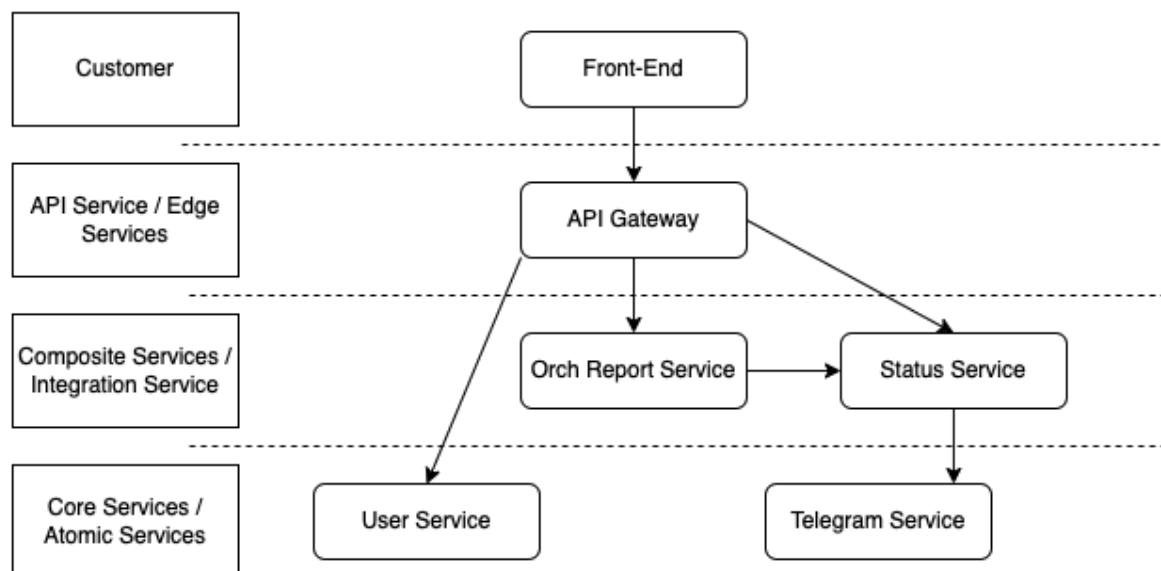 Customer
Front-End
API Service / Edge
Services
API Gateway
Composite Services /
Integration Service
Orch Report Service
Status Service
Core Services /
Atomic Services
User Service
Telegram Service